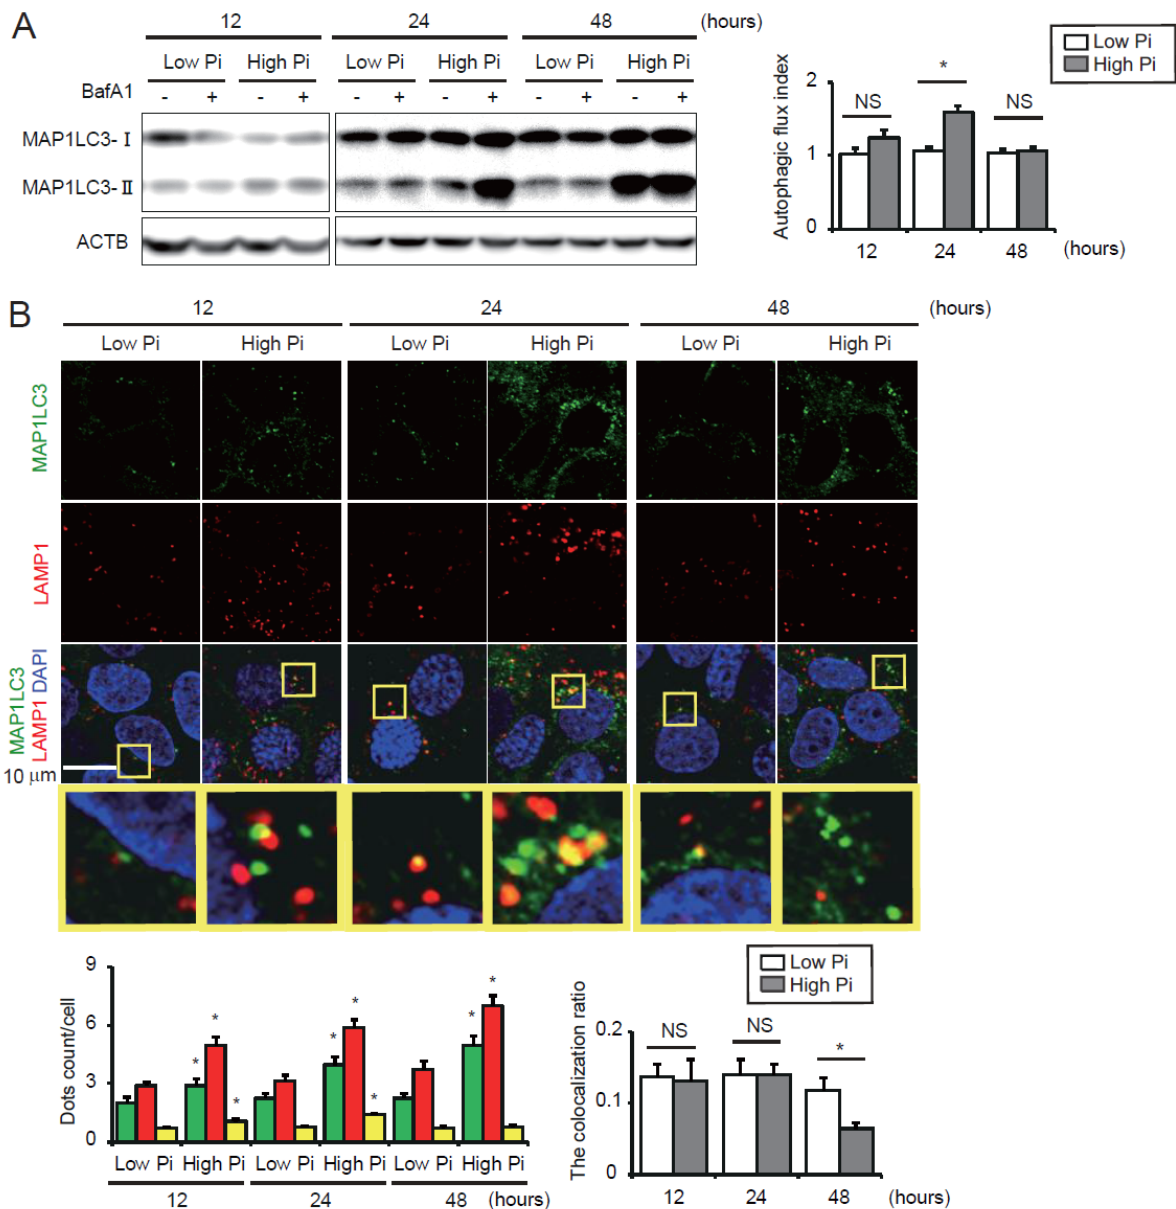 A
12 24 48 (hours)
Low Pi High Pi Low Pi High Pi Low Pi High Pi
BafA1 - + - + - + - + - + - +
MAP1LC3- I
MAP1LC3- II
ACTB
Low Pi
High Pi
Autophagic flux index
2
1
0
NS * NS
12 24 48 (hours)
B
12 24 48 (hours)
Low Pi High Pi Low Pi High Pi Low Pi High Pi
MAP1LC3
LAMP1
MAP1LC3
LAMP1 DAPI
10 μm
Dots count/cell
9
6
3
0
* * * * * * *
Low Pi High Pi Low Pi High Pi Low Pi High Pi
12 24 48 (hours)
Low Pi
High Pi
The colocalization ratio
0.2
0.1
0
NS NS *
12 24 48 (hours)